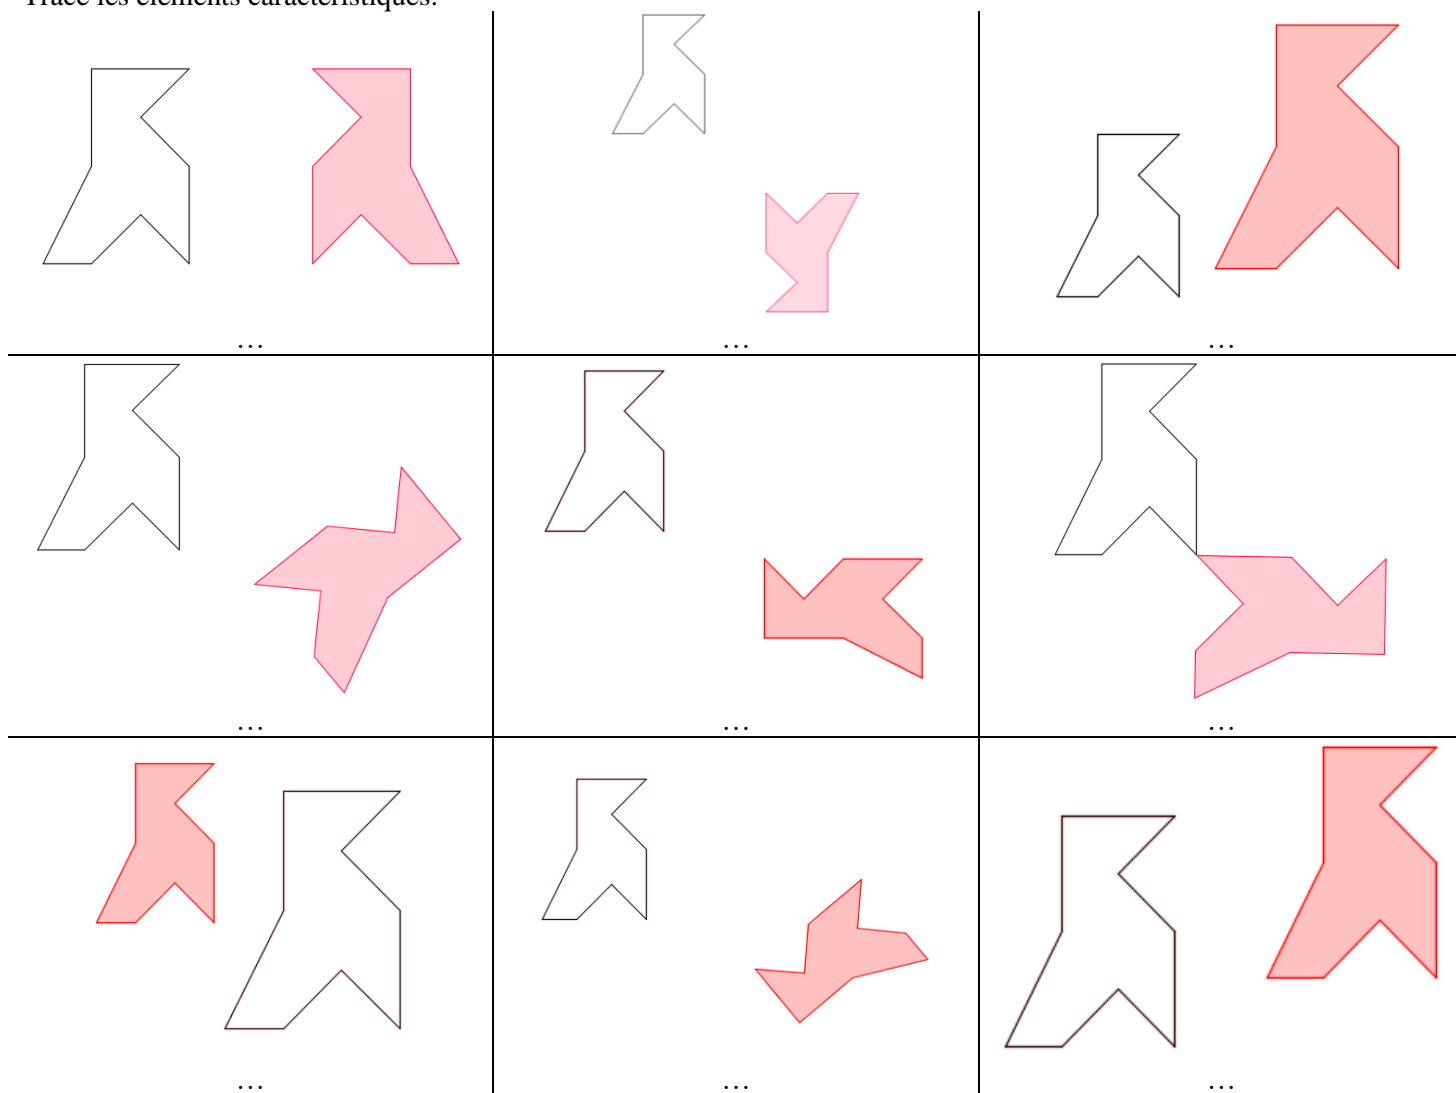 Trace les éléments caractéristiques.
… … …
… … …
… … …